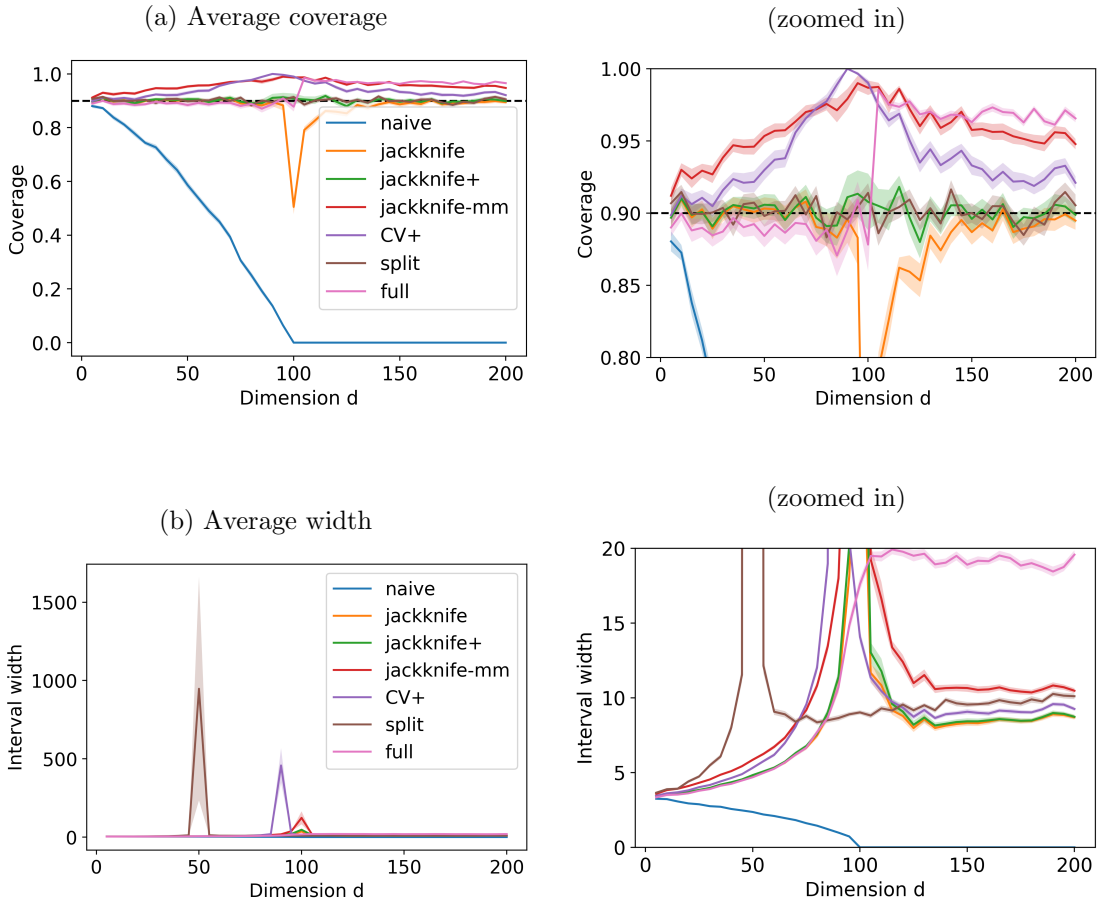 (a) Average coverage
1.0
0.8
0.6
0.4
0.2
0.0
Coverage
naive
jackknife
jackknife+
jackknife-mm
CV+
split
full
0 50 100 150 200
Dimension d
(zoomed in)
1.00
0.95
0.90
0.85
0.80
Coverage
0 50 100 150 200
Dimension d
(b) Average width
1500
1000
500
0
Interval width
naive
jackknife
jackknife+
jackknife-mm
CV+
split
full
0 50 100 150 200
Dimension d
(zoomed in)
20
15
10
5
0
Interval width
0 50 100 150 200
Dimension d